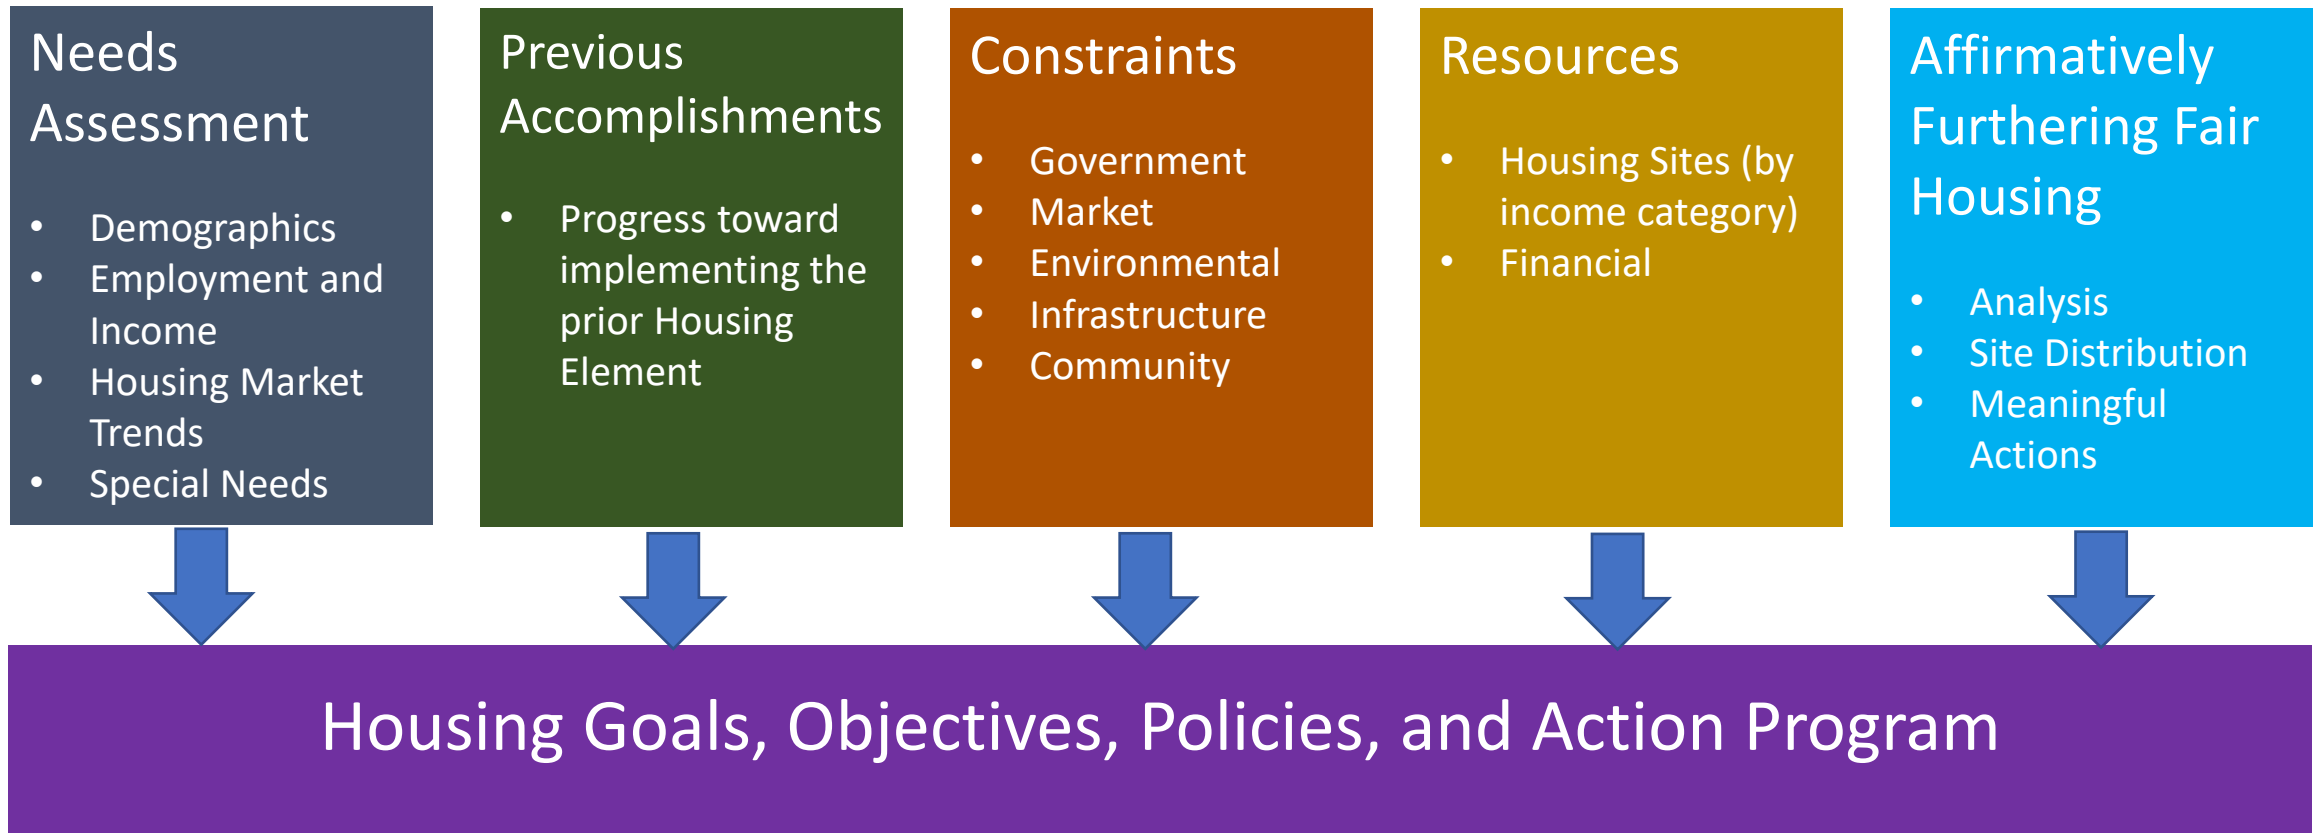 Needs
Assessment
• Demographics
• Employment and
Income
• Housing Market
Trends
• Special Needs
Previous
Accomplishments
• Progress toward
implementing the
prior Housing
Element
Constraints
• Government
• Market
• Environmental
• Infrastructure
• Community
Resources
• Housing Sites (by
income category)
• Financial
Affirmatively
Furthering Fair
Housing
• Analysis
• Site Distribution
• Meaningful
Actions
Housing Goals, Objectives, Policies, and Action Program